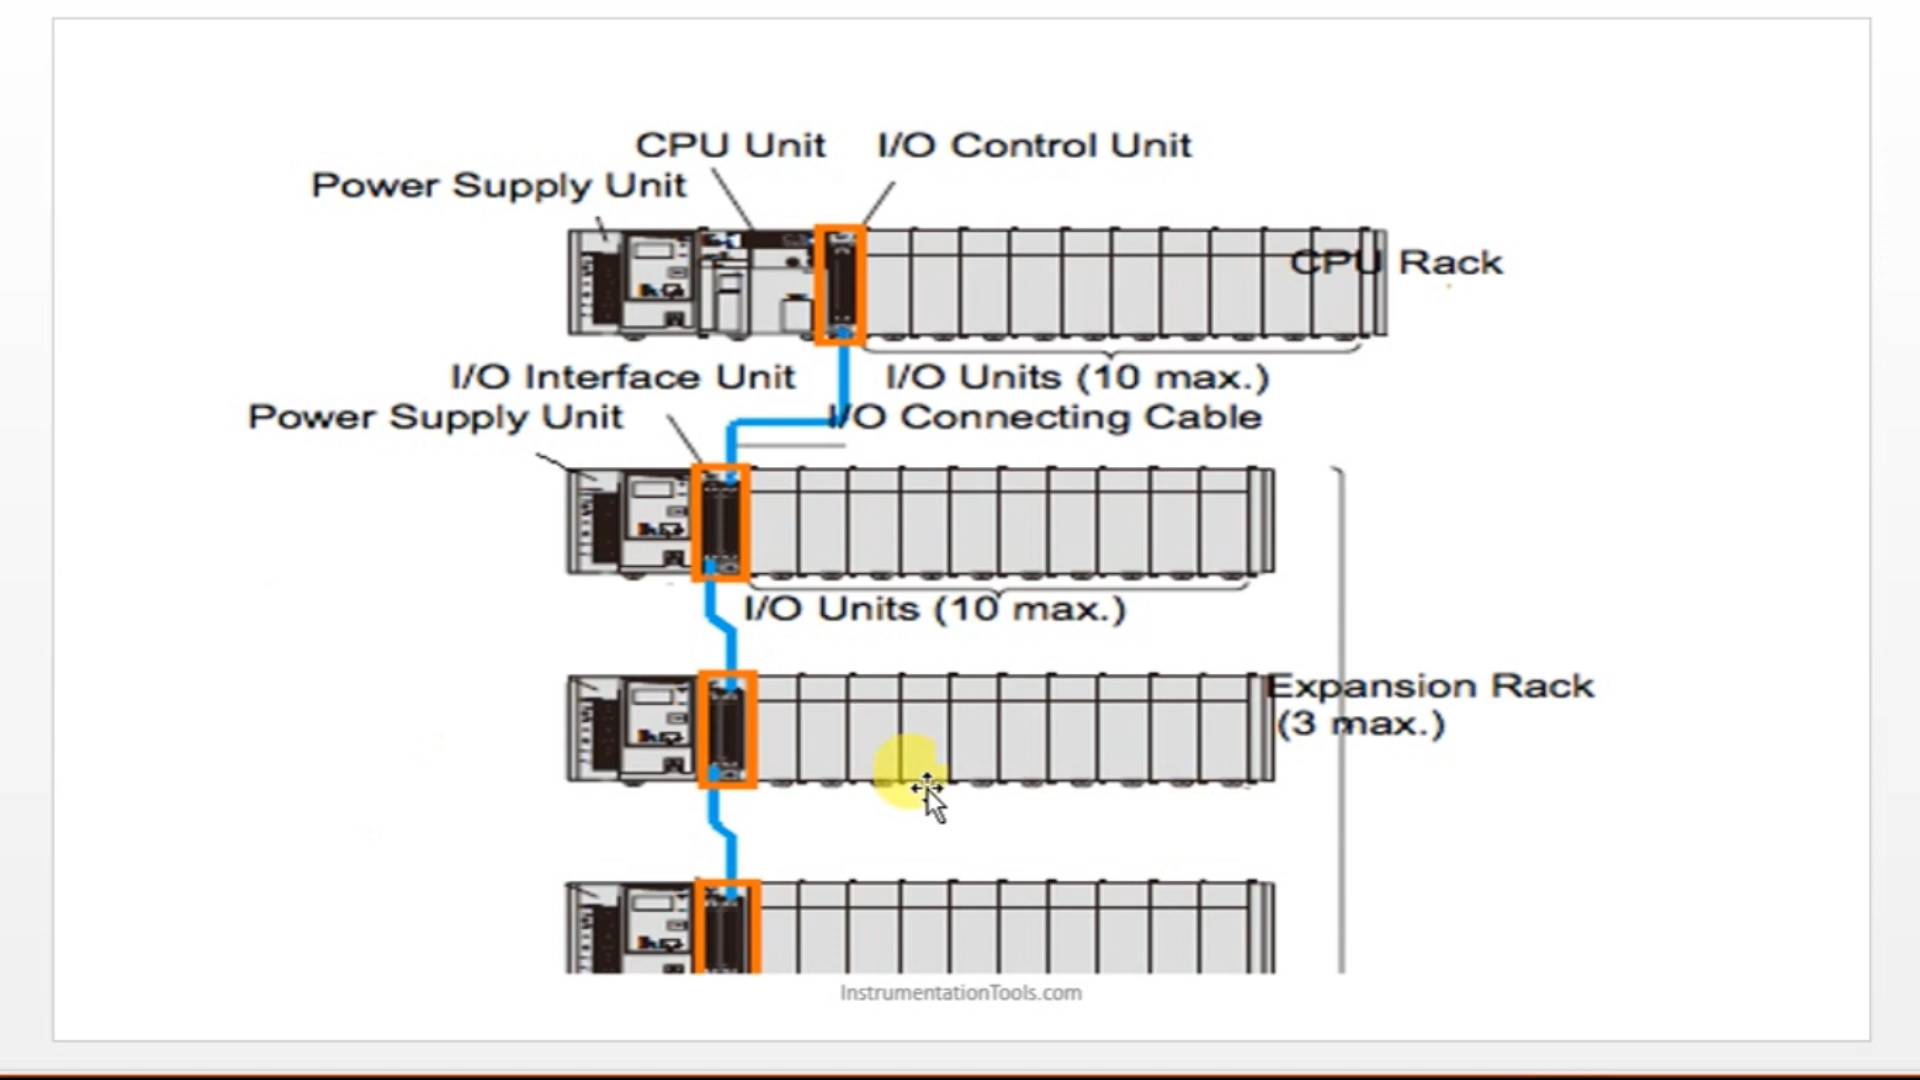 CPU Unit I/O Control Unit
Power Supply Unit
CPU Rack
I/O Interface Unit I/O Units (10 max.)
Power Supply Unit I/O Connecting Cable
I/O Units (10 max.)
Expansion Rack
(3 max.)
InstrumentationTools.com